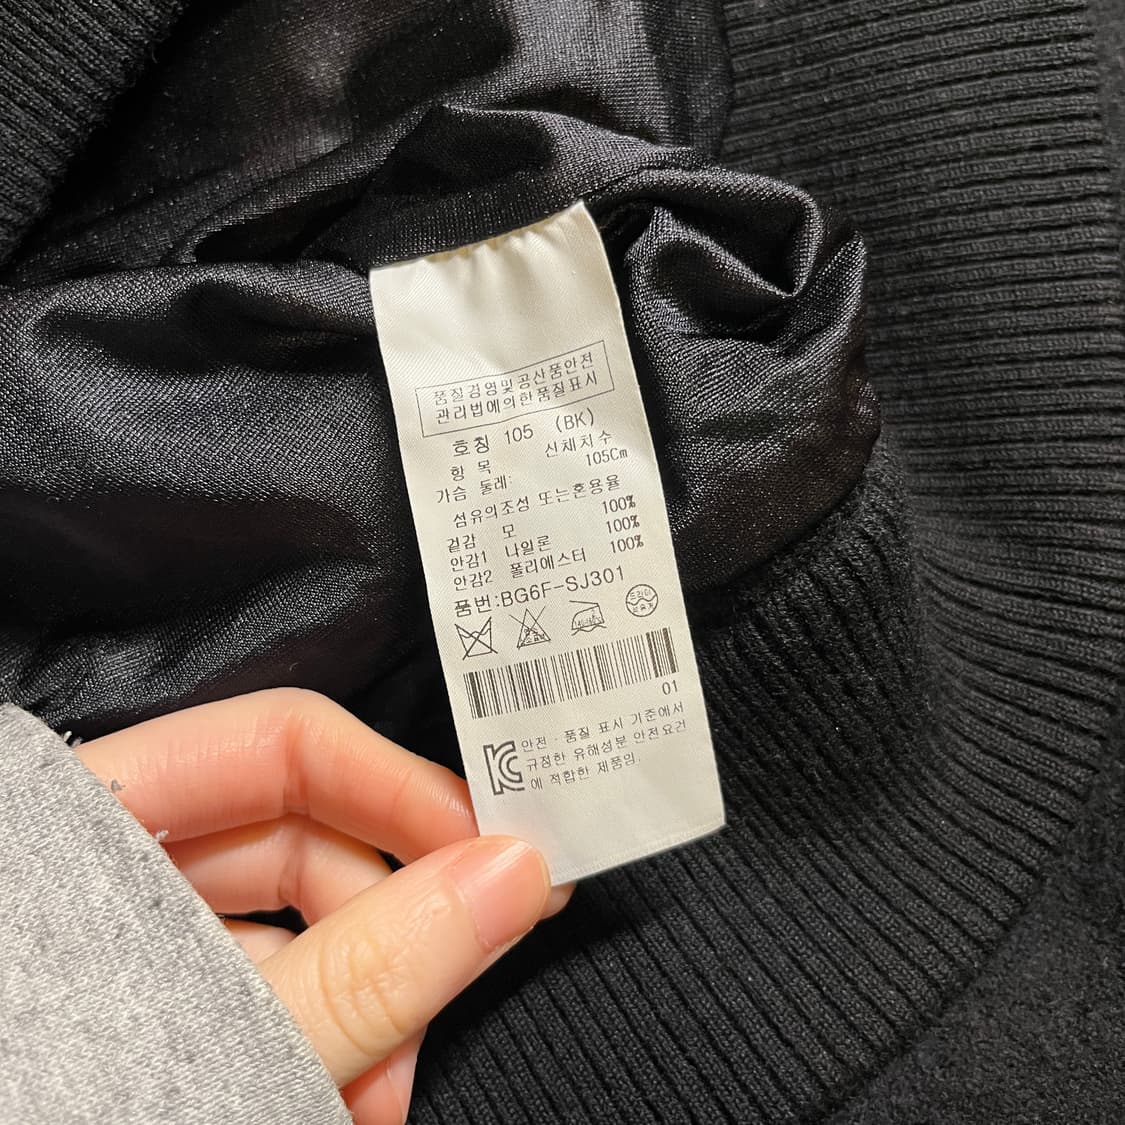 품질경영및공산품안전
관리법에의한품질표시
호칭 105 (BK)
항 목 신체치수
가슴 둘레: 105Cm
섬유의조성 또는혼용율
겉감 모 100%
안감1 나일론 100%
안감2 폴리에스터 100%
품번:BG6F-SJ301
드라이
01
안전·품질 표시 기준에서
규정한 유해성분 안전요건
에 적합한 제품임.